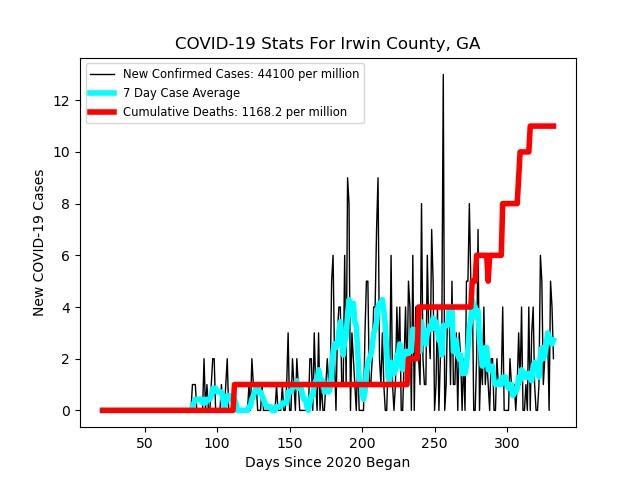 COVID-19 Stats For Irwin County, GA
New Confirmed Cases: 44100 per million
7 Day Case Average
Cumulative Deaths: 1168.2 per million
New COVID-19 Cases
12
10
8
6
4
2
0
50 100 150 200 250 300
Days Since 2020 Began